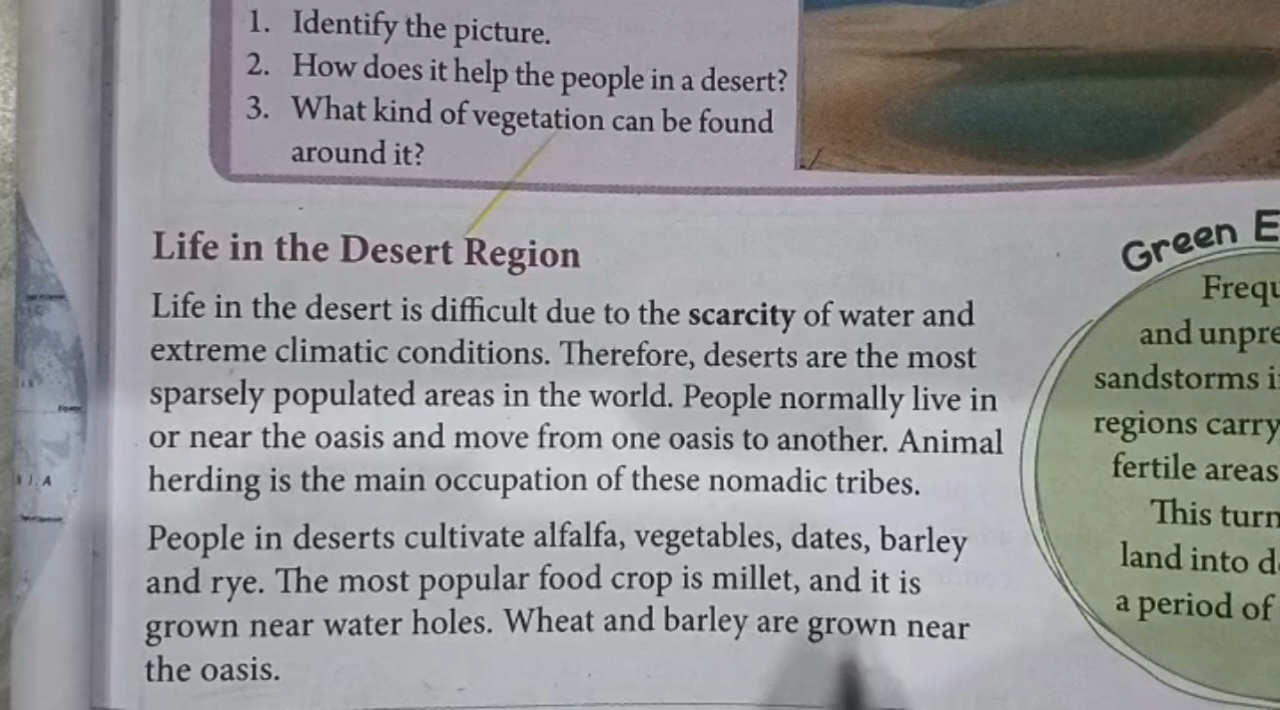 1. Identify the picture.
2. How does it help the people in a desert?
3. What kind of vegetation can be found
around it?
Life in the Desert Region
Life in the desert is difficult due to the scarcity of water and
extreme climatic conditions. Therefore, deserts are the most
sparsely populated areas in the world. People normally live in
or near the oasis and move from one oasis to another. Animal
herding is the main occupation of these nomadic tribes.
People in deserts cultivate alfalfa, vegetables, dates, barley
and rye. The most popular food crop is millet, and it is
grown near water holes. Wheat and barley are grown near
the oasis.
Green
and
sandstorms
regions carry
fertile areas
This
land into
a period of